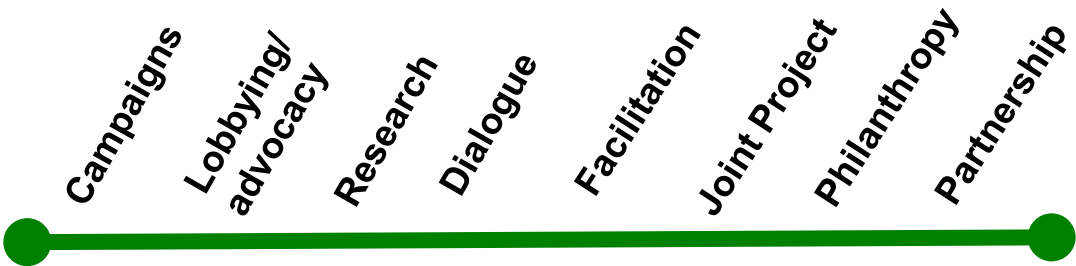 Campaigns
Lobbying/
advocacy
Research
Dialogue
Facilitation
Joint Project
Philanthropy
Partnership